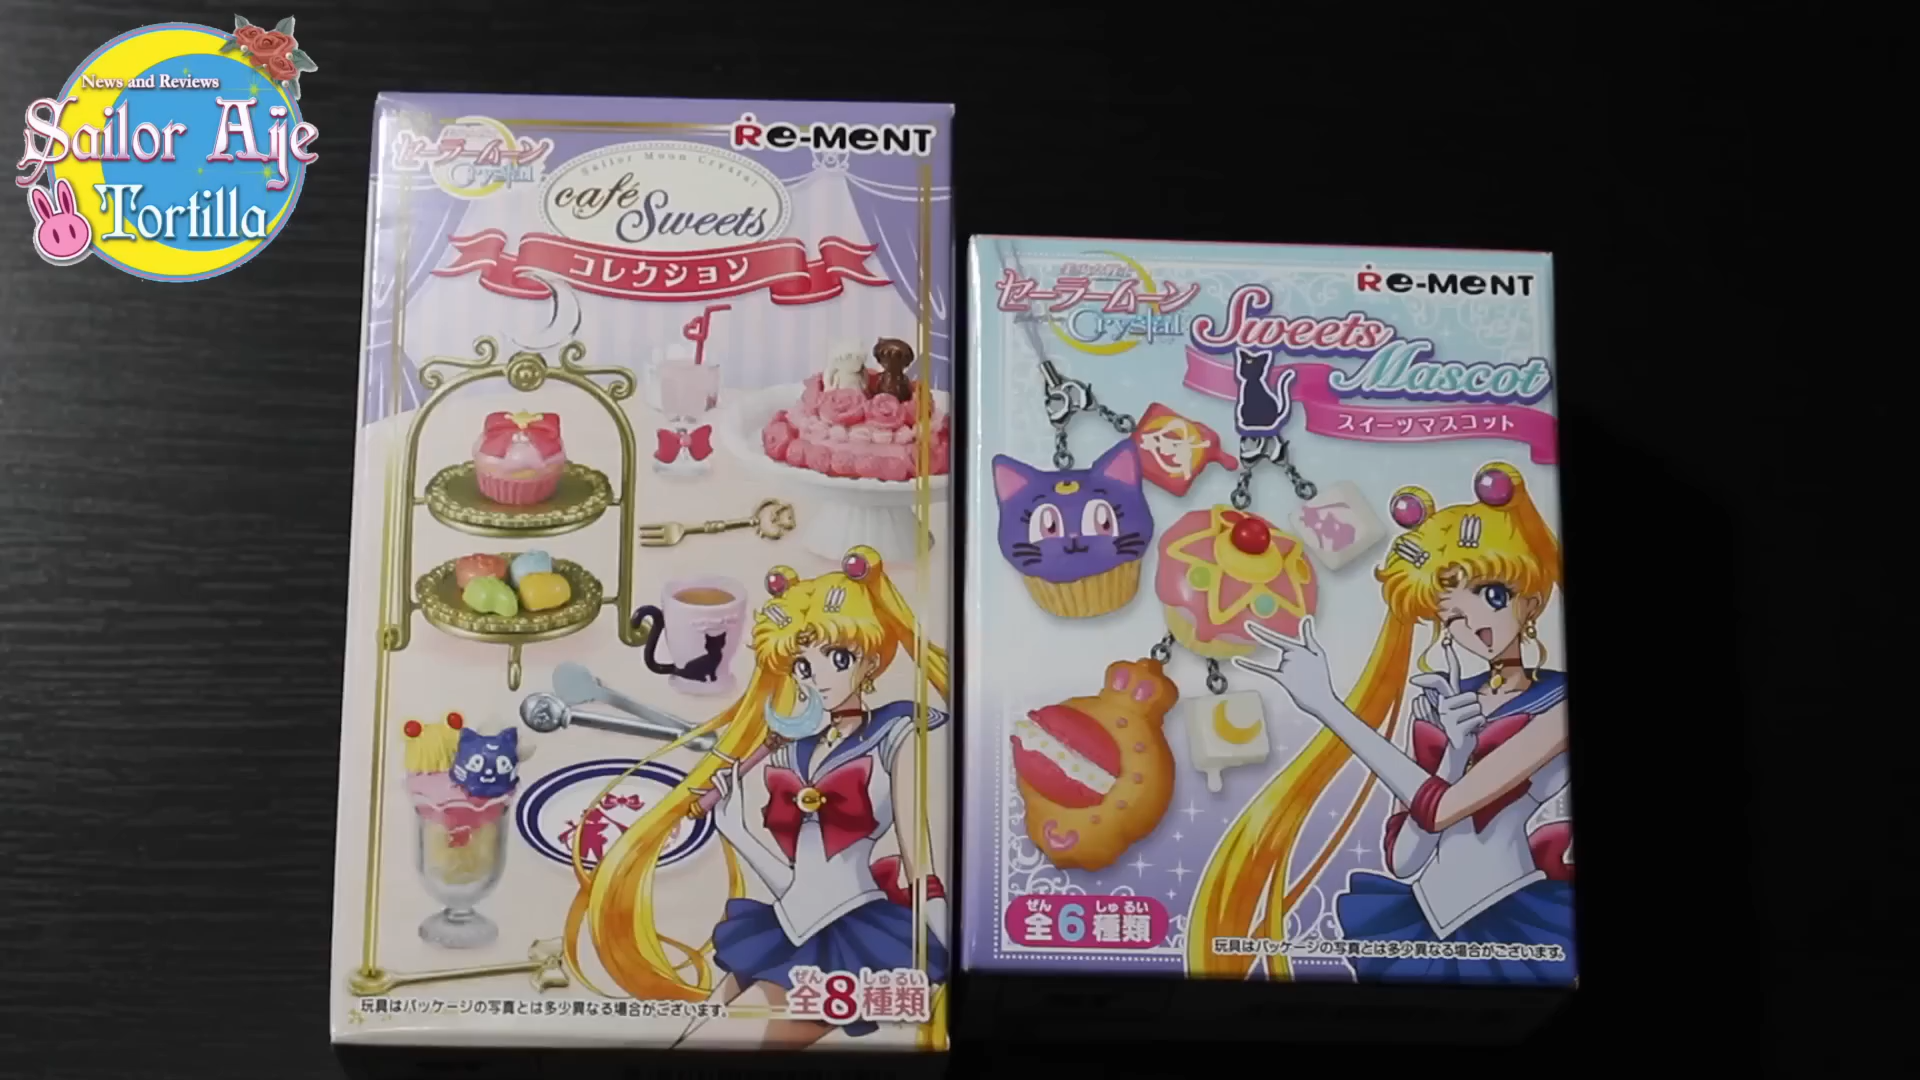 News and Reviews
Sailor Aije
Tortilla
Re-MeNT
セーラームーン
Crystal
Sailor Moon Crystal
café
Sweets
コレクション
玩具はパッケージの写真とは多少異なる場合がございます。
ぜん しゅるい
全8種類
Re-MeNT
セーラームーン
Crystal
Sweets
Mascot
スイーツマスコット
ぜん しゅるい
全6種類
玩具はパッケージの写真とは多少異なる場合がございます。